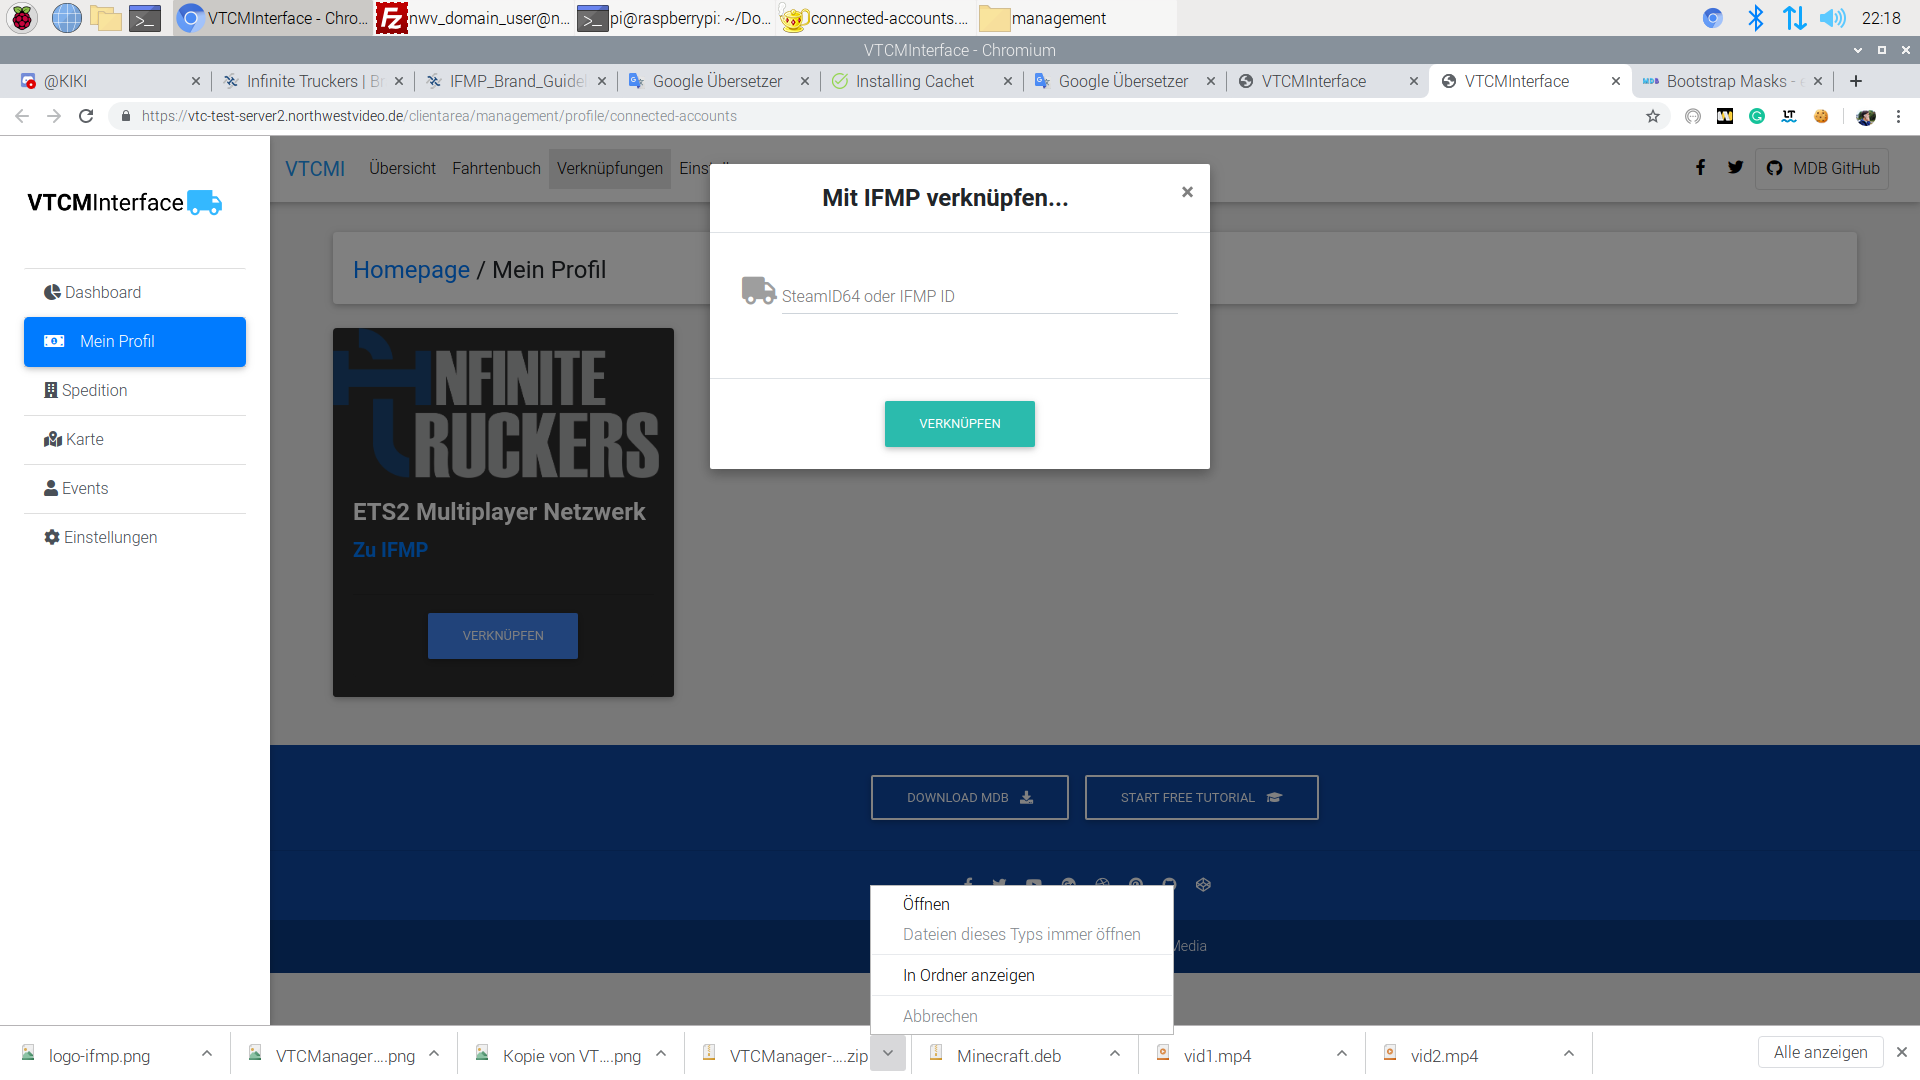 VTCMInterface - Chro...
nwv_domain_user@n...
pi@raspberrypi: ~/Do...
connected-accounts....
management
22:18
VTCMInterface - Chromium
@KIKI
Infinite Truckers | Br
IFMP_Brand_Guidel
Google Übersetzer
Installing Cachet
Google Übersetzer
VTCMInterface
VTCMInterface
Bootstrap Masks -
https://vtc-test-server2.northwestvideo.de/clientarea/management/profile/connected-accounts
VTCMInterface
Dashboard
Mein Profil
Spedition
Karte
Events
Einstellungen
VTCMI
Übersicht
Fahrtenbuch
Verknüpfungen
MDB GitHub
Homepage / Mein Profil
Mit IFMP verknüpfen...
×
SteamID64 oder IFMP ID
VERKNÜPFEN
INFINITE
TRUCKERS
ETS2 Multiplayer Netzwerk
Zu IFMP
VERKNÜPFEN
DOWNLOAD MDB
START FREE TUTORIAL
Media
Öffnen
Dateien dieses Typs immer öffnen
In Ordner anzeigen
Abbrechen
logo-ifmp.png
VTCManager....png
Kopie von VT....png
VTCManager-....zip
Minecraft.deb
vid1.mp4
vid2.mp4
Alle anzeigen